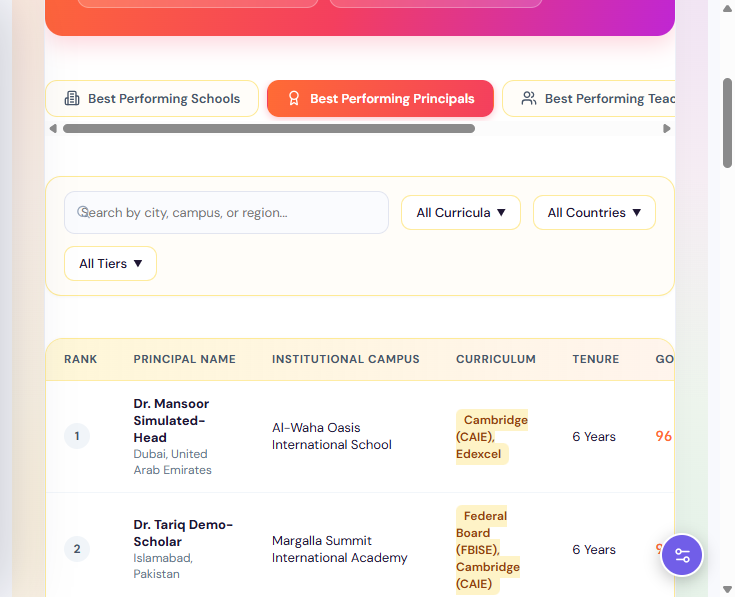 Best Performing Schools
Best Performing Principals
Best Performing Teac
Search by city, campus, or region...
All Curricula ▼
All Countries ▼
All Tiers ▼
RANK PRINCIPAL NAME INSTITUTIONAL CAMPUS CURRICULUM TENURE GO
1
Dr. Mansoor
Simulated-
Head
Dubai, United
Arab Emirates
Al-Waha Oasis
International School
Cambridge
(CAIE),
Edexcel
6 Years
96
2
Dr. Tariq Demo-
Scholar
Islamabad,
Pakistan
Margalla Summit
International Academy
Federal
Board
(FBISE),
Cambridge
(CAIE)
6 Years